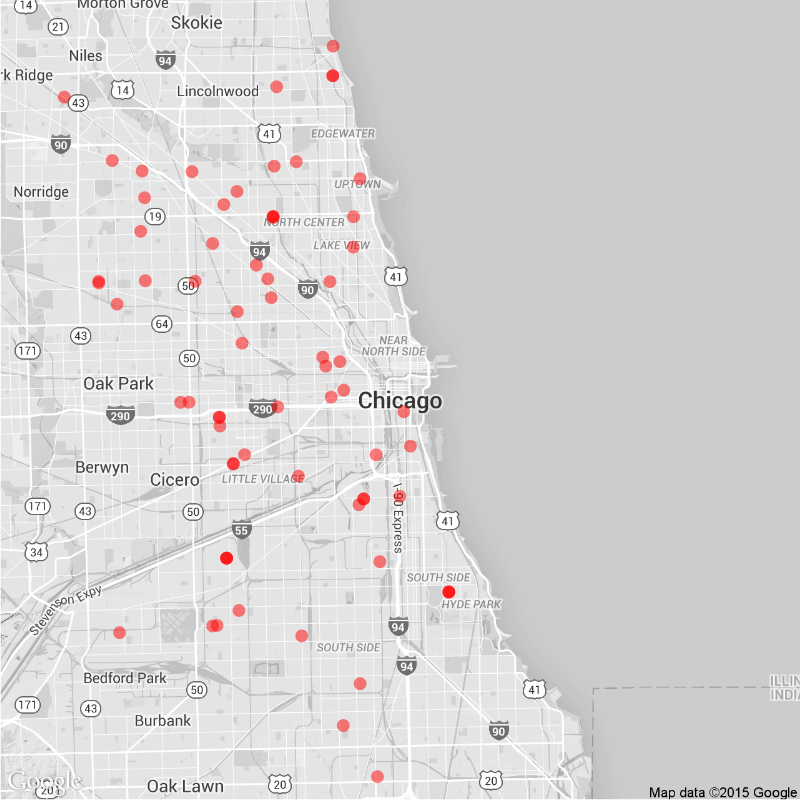 14
Morton Grove
21
Skokie
Niles
94
rk Ridge
14
Lincolnwood
43
41
EDGEWATER
90
Norridge
UPTOWN
19
NORTH CENTER
LAKE VIEW
94
41
50
90
64
43
171
50
NEAR
NORTH SIDE
Oak Park
290
290
Chicago
Berwyn
Cicero
LITTLE VILLAGE
171
43
50
I-90 Express
41
55
34
SOUTH SIDE
HYDE PARK
Stevenson Expy
94
SOUTH SIDE
94
Bedford Park
50
41
ILLIN
INDIA
171
43
Burbank
90
Google
20
Oak Lawn
20
20
Map data ©2015 Google